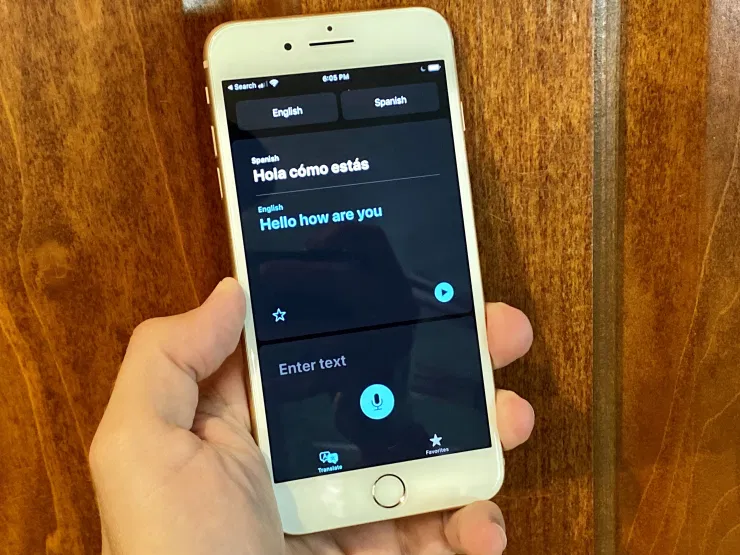 Search
6:05 PM
English
Spanish
Spanish
Hola cómo estás
English
Hello how are you
Enter text
Translate
Favorites